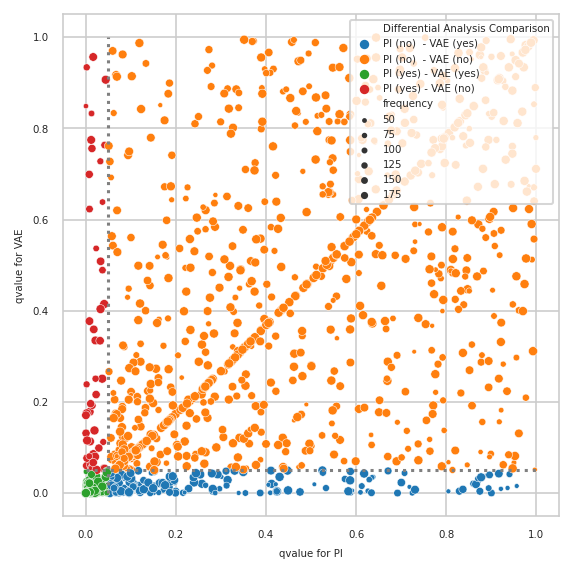 Differential Analysis Comparison
PI (no)  - VAE (yes)
PI (no)  - VAE (no)
PI (yes) - VAE (yes)
PI (yes) - VAE (no)
frequency
50
75
100
125
150
175
1.0
0.8
0.6
0.4
0.2
0.0
qvalue for VAE
0.0 0.2 0.4 0.6 0.8 1.0
qvalue for PI